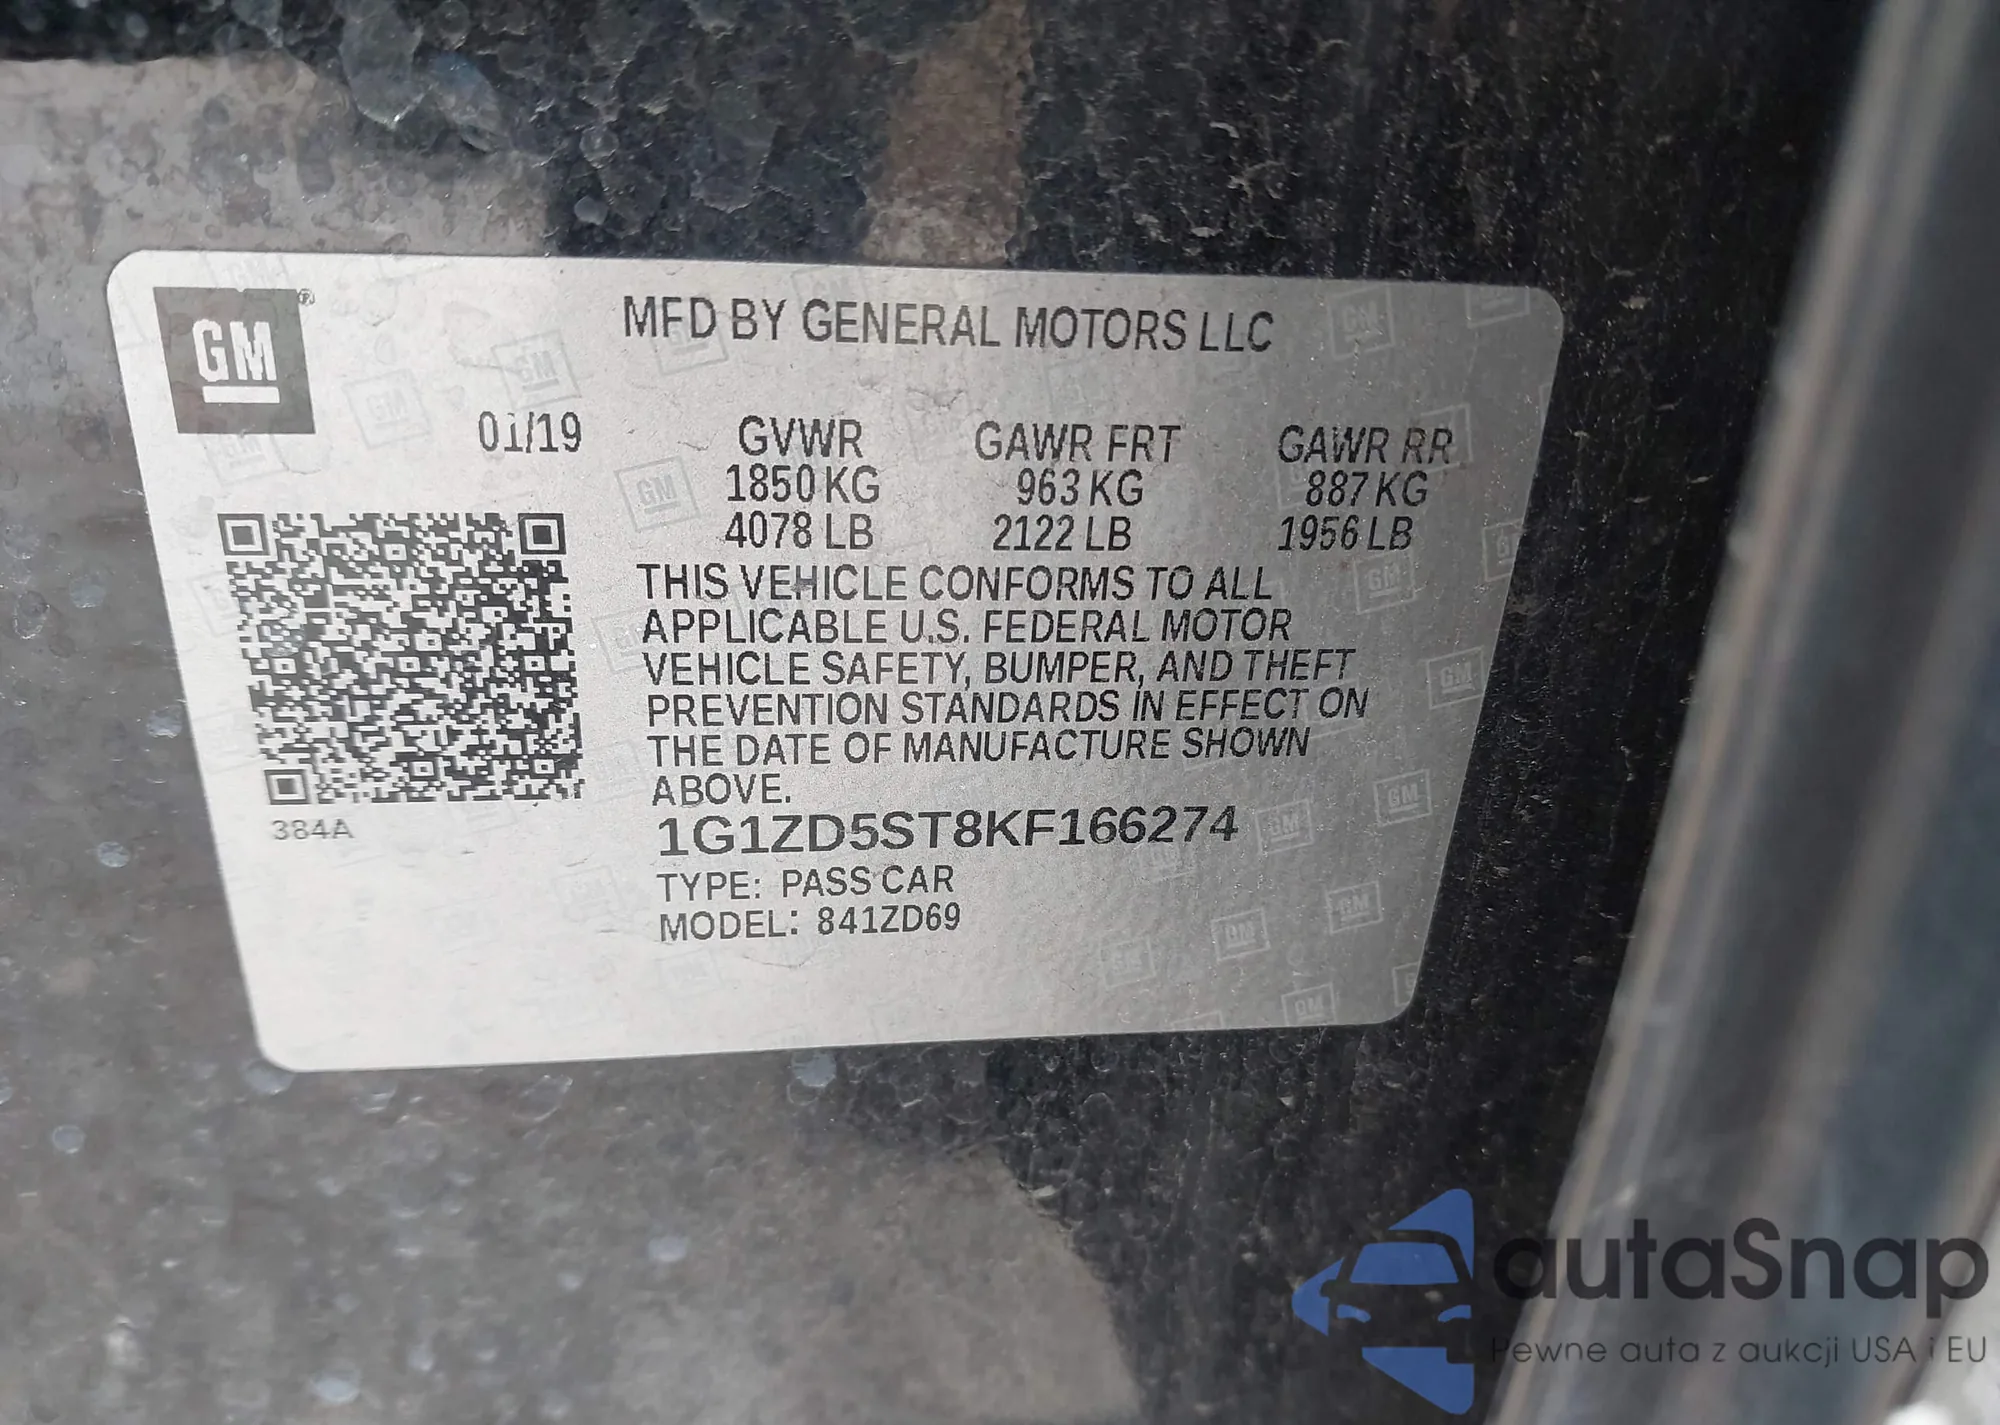 GM
MFD BY GENERAL MOTORS LLC
01/19
GVWR GAWR FRT GAWR RR
1850 KG 963 KG 887 KG
4078 LB 2122 LB 1956 LB
THIS VEHICLE CONFORMS TO ALL
APPLICABLE U.S. FEDERAL MOTOR
VEHICLE SAFETY, BUMPER, AND THEFT
PREVENTION STANDARDS IN EFFECT ON
THE DATE OF MANUFACTURE SHOWN
ABOVE.
384A
1G1ZD5ST8KF166274
TYPE: PASS CAR
MODEL: 841ZD69
autaSnap
Pewne auta z aukcji USA i EU